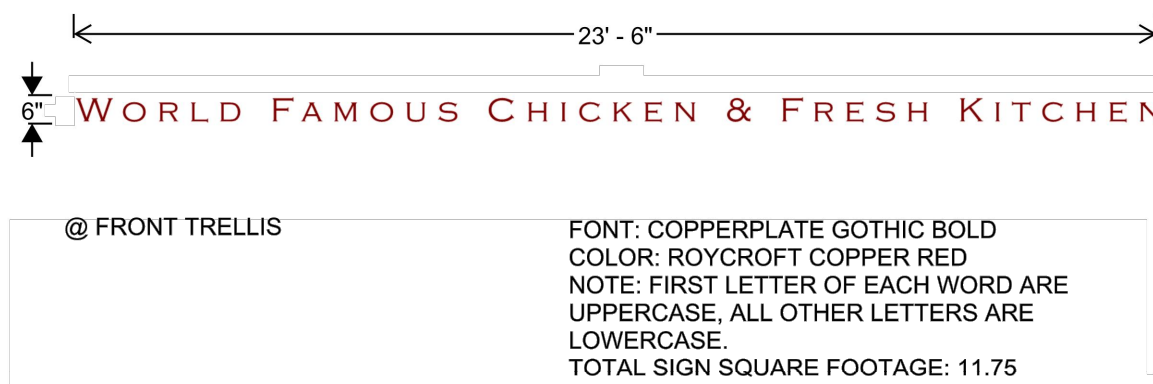 23' - 6"
6"
WORLD FAMOUS CHICKEN & FRESH KITCHEN
@ FRONT TRELLIS
FONT: COPPERPLATE GOTHIC BOLD
COLOR: ROYCROFT COPPER RED
NOTE: FIRST LETTER OF EACH WORD ARE
UPPERCASE, ALL OTHER LETTERS ARE
LOWERCASE.
TOTAL SIGN SQUARE FOOTAGE: 11.75